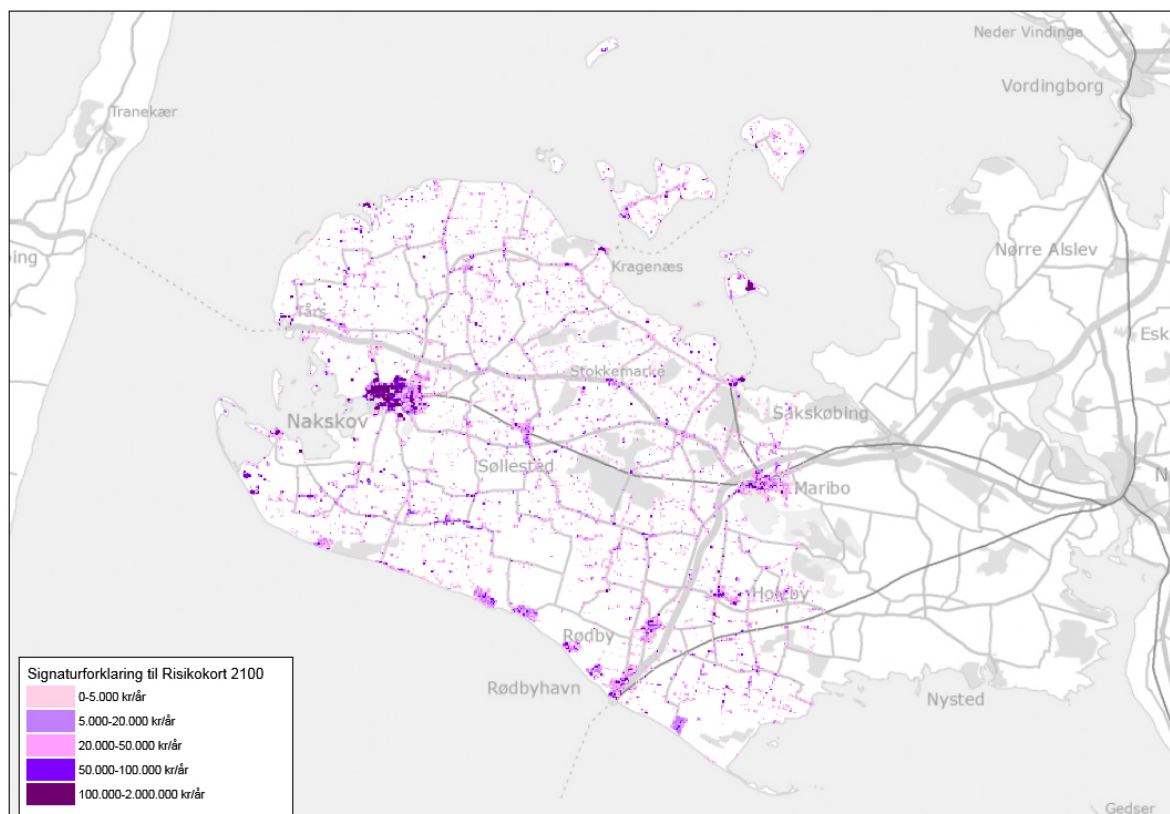 Neder Vindinge
Vordingborg
Tranekær
Nørre Alslev
ping
Kragenæs
Tårs
Esk
Stokkemarke
Sakskøbing
Nakskov
Søllested
Maribo
N
Holeby
Rødby
Rødbyhavn
Nysted
Gedser
Signaturforklaring til Risikokort 2100
0-5.000 kr/år
5.000-20.000 kr/år
20.000-50.000 kr/år
50.000-100.000 kr/år
100.000-2.000.000 kr/år